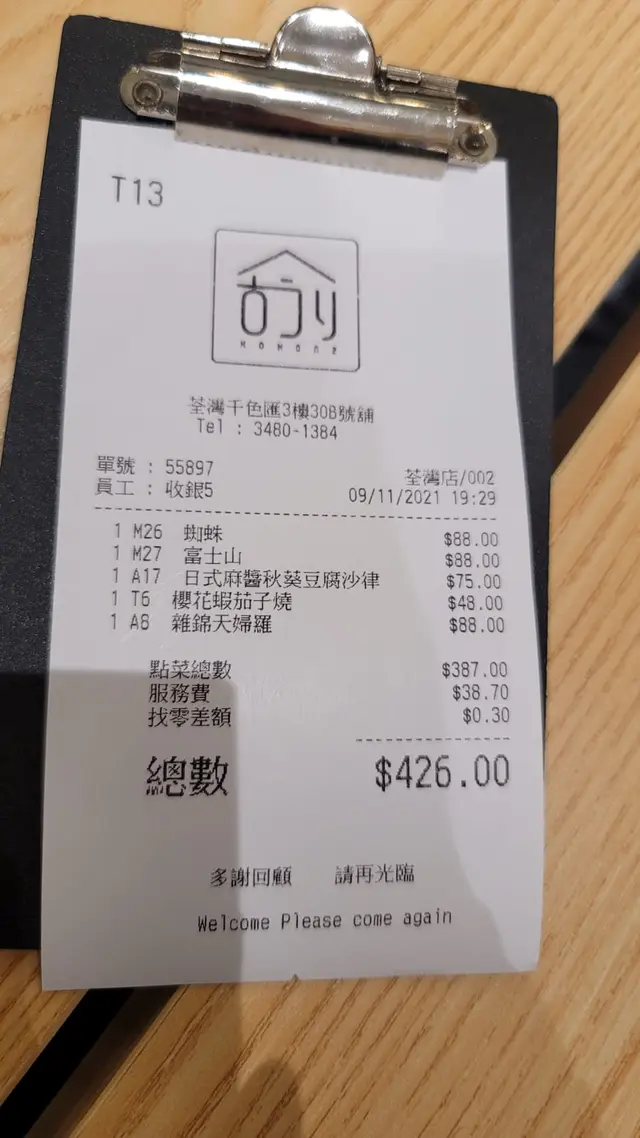 T13
荃灣千色匯3樓30B號舖
Tel : 3480-1384
單號 : 55897
荃灣店/002
員工 : 收銀5
09/11/2021 19:29
1 M26 蜘蛛 $88.00
1 M27 富士山 $88.00
1 A17 日式麻醬秋葵豆腐沙律 $75.00
1 T6 櫻花蝦茄子燒 $48.00
1 A8 雜錦天婦羅 $88.00
點菜總數 $387.00
服務費 $38.70
找零差額 $0.30
總數 $426.00
多謝回顧 請再光臨
Welcome Please come again